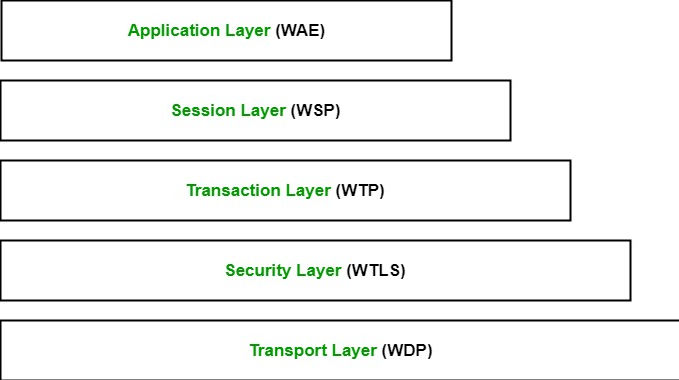 Application Layer (WAE)
Session Layer (WSP)
Transaction Layer (WTP)
Security Layer (WTLS)
Transport Layer (WDP)